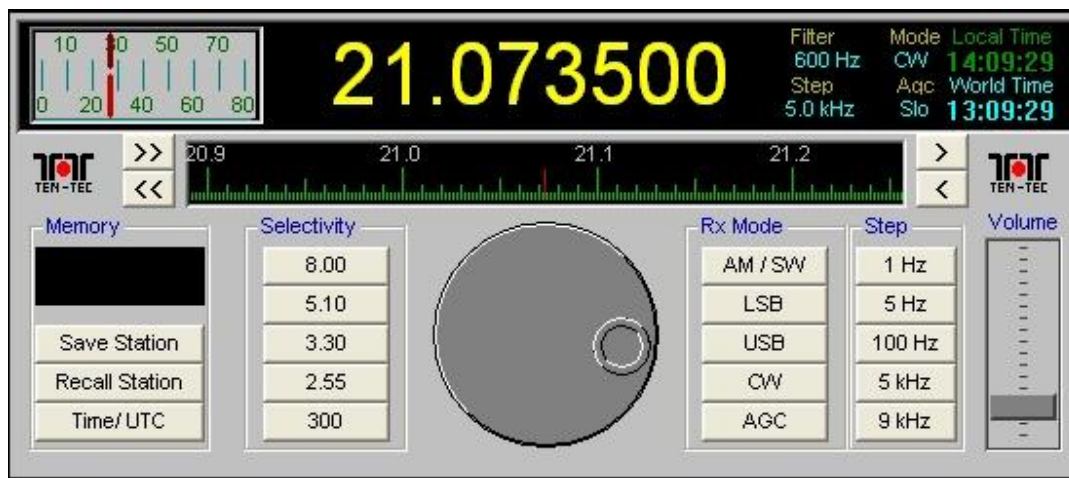 10 30 50 70
0 20 40 60 80
21.073500
Filter Mode Local Time
600 Hz CW 14:09:29
Step Agc World Time
5.0 kHz Slo 13:09:29
TEN-TEC
>>
<<
20.9 21.0 21.1 21.2
>
<
TEN-TEC
Memory
Save Station
Recall Station
Time/ UTC
Selectivity
8.00
5.10
3.30
2.55
300
Rx Mode
AM / SW
LSB
USB
CW
AGC
Step
1 Hz
5 Hz
100 Hz
5 kHz
9 kHz
Volume